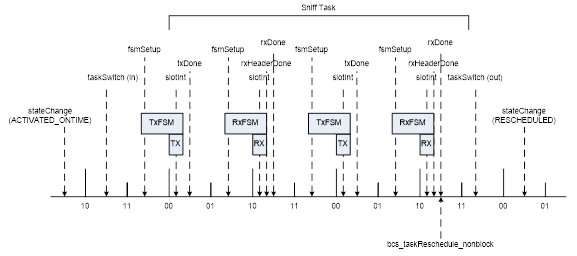 Sniff Task
rxDone
fsmSetup fsmSetup rxDone fsmSetup fsmSetup
txDone rxHeaderDone txDone rxHeaderDone
taskSwitch (in) slotInt slotInt slotInt slotInt taskSwitch (out)
stateChange stateChange
(ACTIVATED_ONTIME) (RESCHEDULED)
TxFSM RxFSM TxFSM RxFSM
TX RX TX RX
10 11 00 01 10 11 00 01 10 11 00 01
bcs_taskReschedule_nonblock